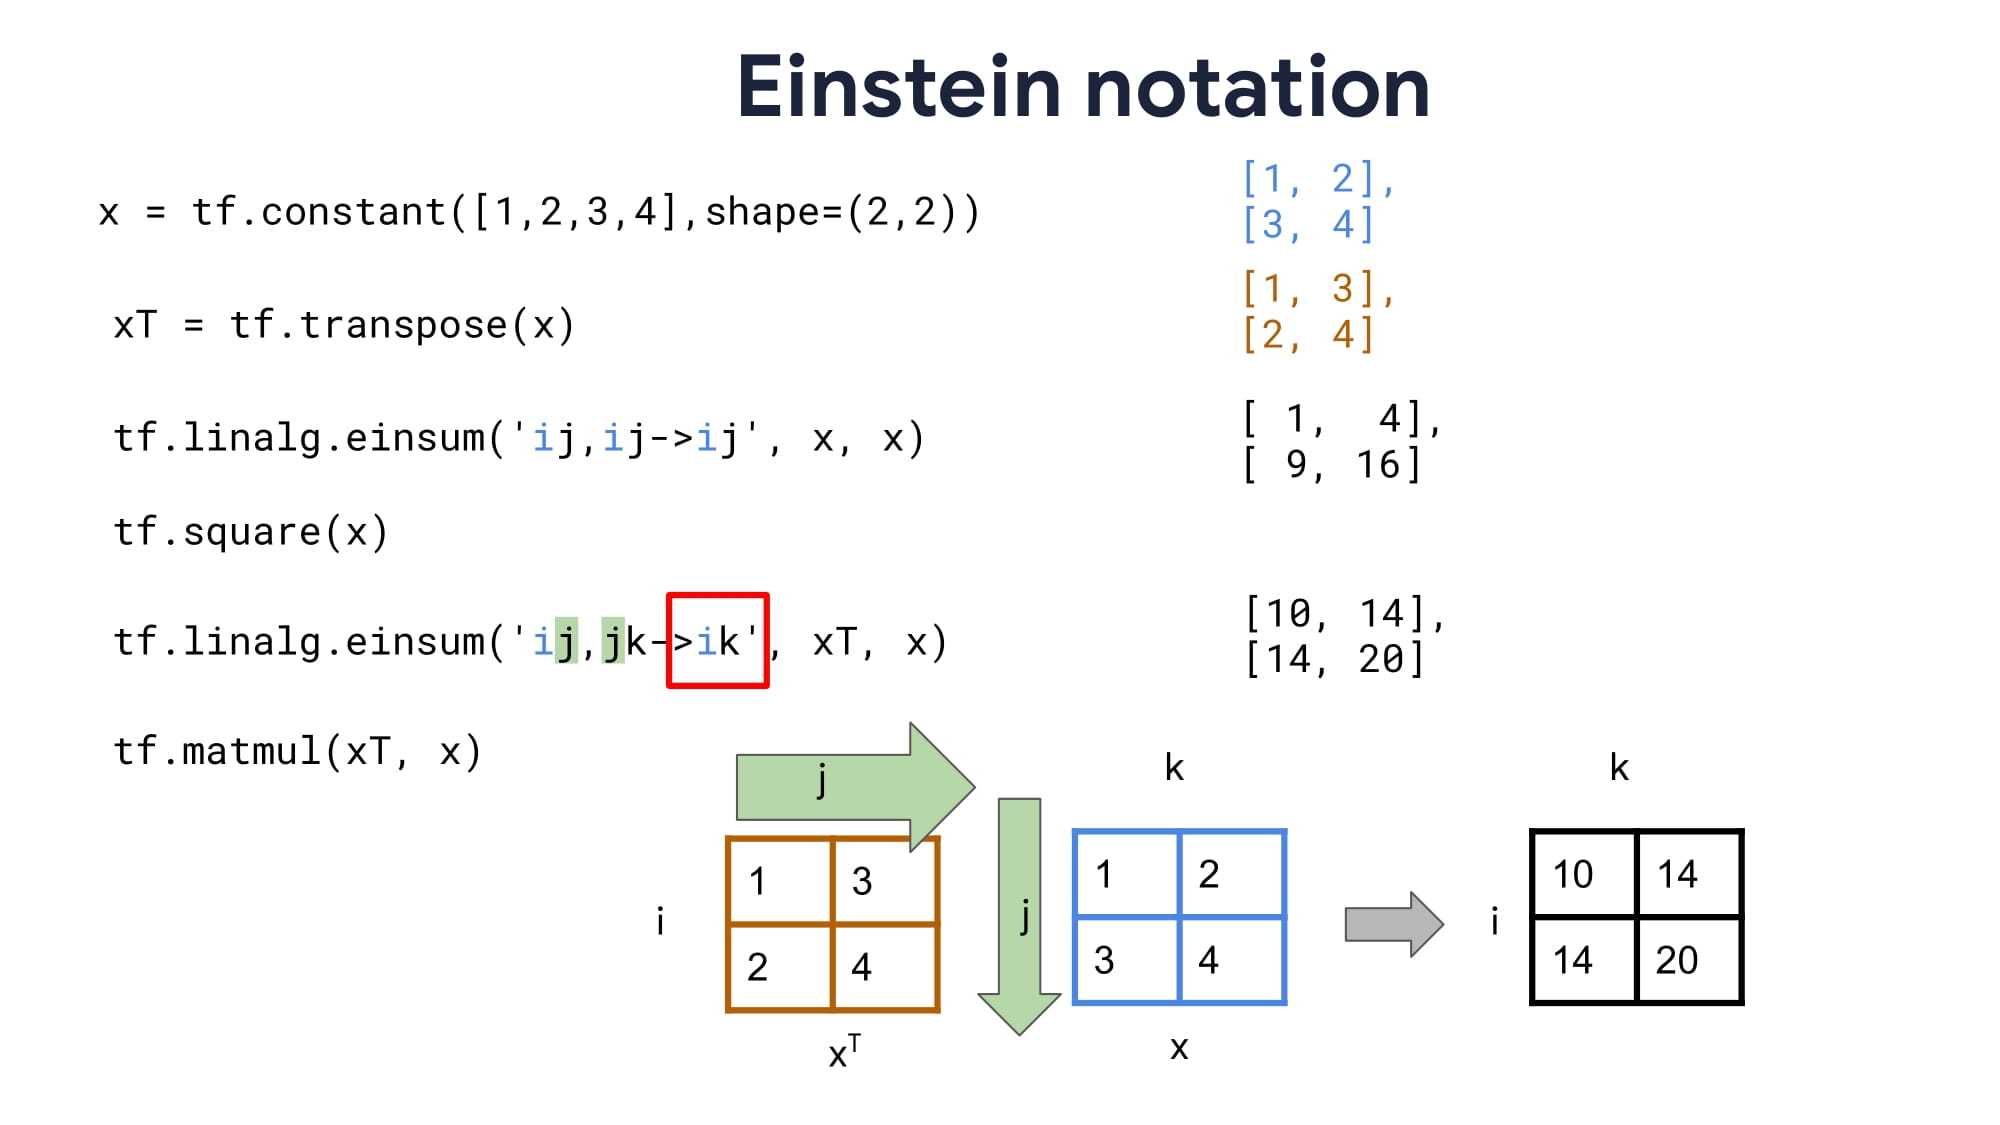 Einstein notation
x = tf.constant([1,2,3,4],shape=(2,2))
[1, 2],
[3, 4]
xT = tf.transpose(x)
[1, 3],
[2, 4]
tf.linalg.einsum('ij,ij->ij', x, x)
[ 1,  4],
[ 9, 16]
tf.square(x)
tf.linalg.einsum('ij,jk->ik', xT, x)
[10, 14],
[14, 20]
tf.matmul(xT, x)
j
i
1 3
2 4
xᵀ
j
k
1 2
3 4
x
k
i
10 14
14 20